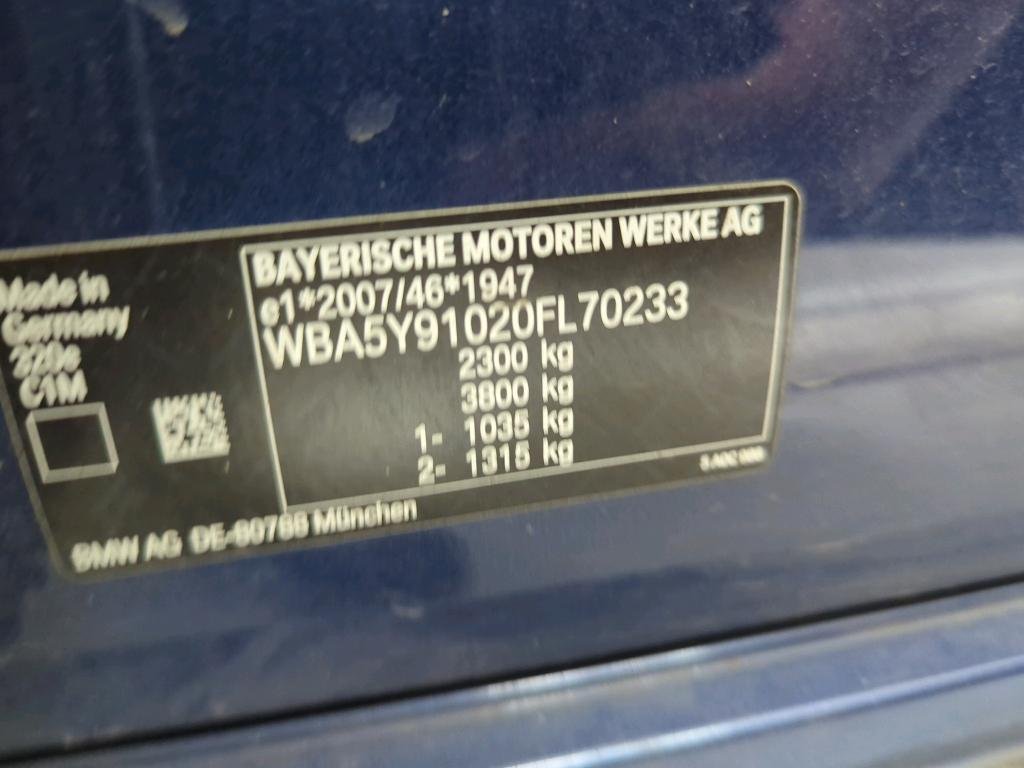 BAYERISCHE MOTOREN WERKE AG
e1*2007/46*1947
WBA5Y91020FL70233
2300 kg
3800 kg
1- 1035 kg
2- 1315 kg
Made in
Germany
320e
C1M
BMW AG DE-80788 München